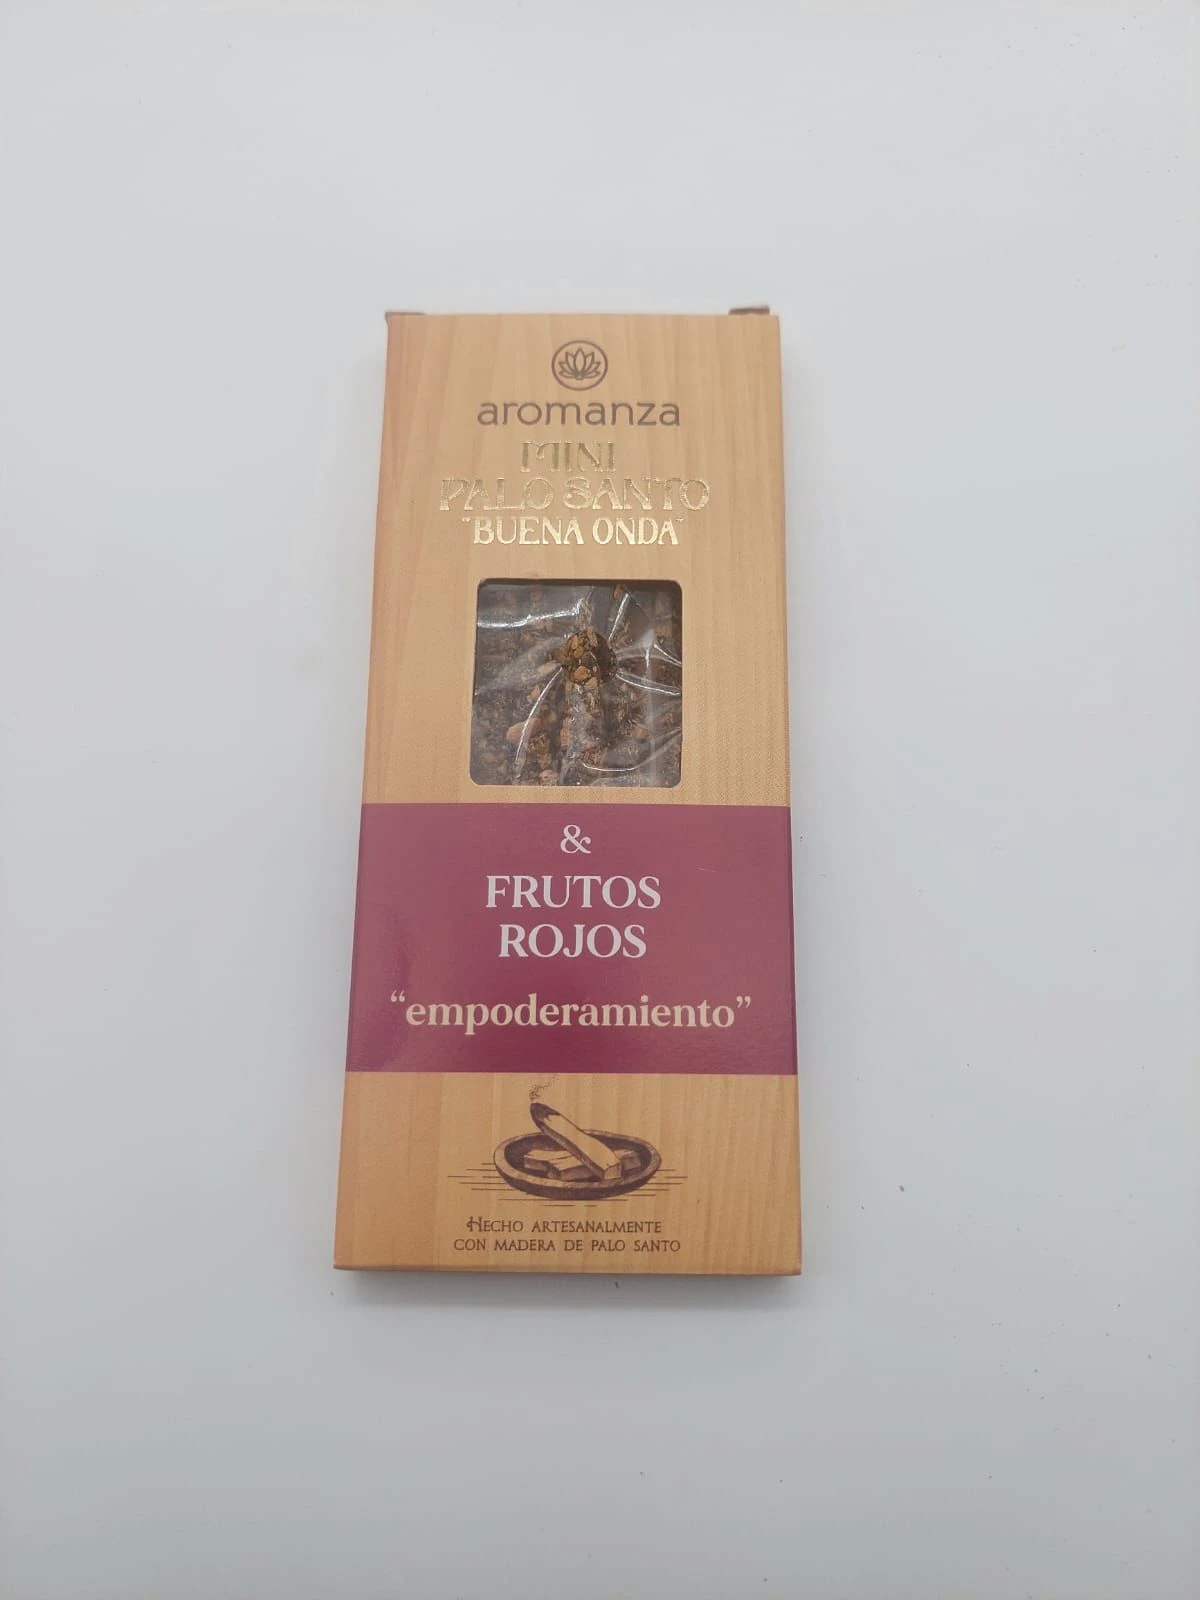 aromanza
MINI
PALO SANTO
"BUENA ONDA"
&
FRUTOS
ROJOS
“empoderamiento”
HECHO ARTESANALMENTE
CON MADERA DE PALO SANTO